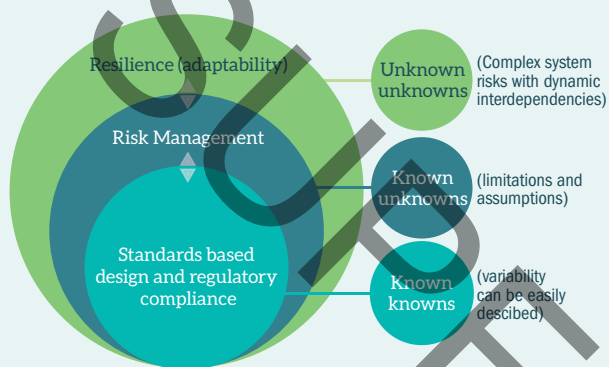 Resilience (adaptability)
Risk Management
Standards based
design and regulatory
compliance
Unknown
unknowns
(Complex system
risks with dynamic
interdependencies)
Known
unknowns
(limitations and
assumptions)
Known
knowns
(variability
can be easily
descibed)